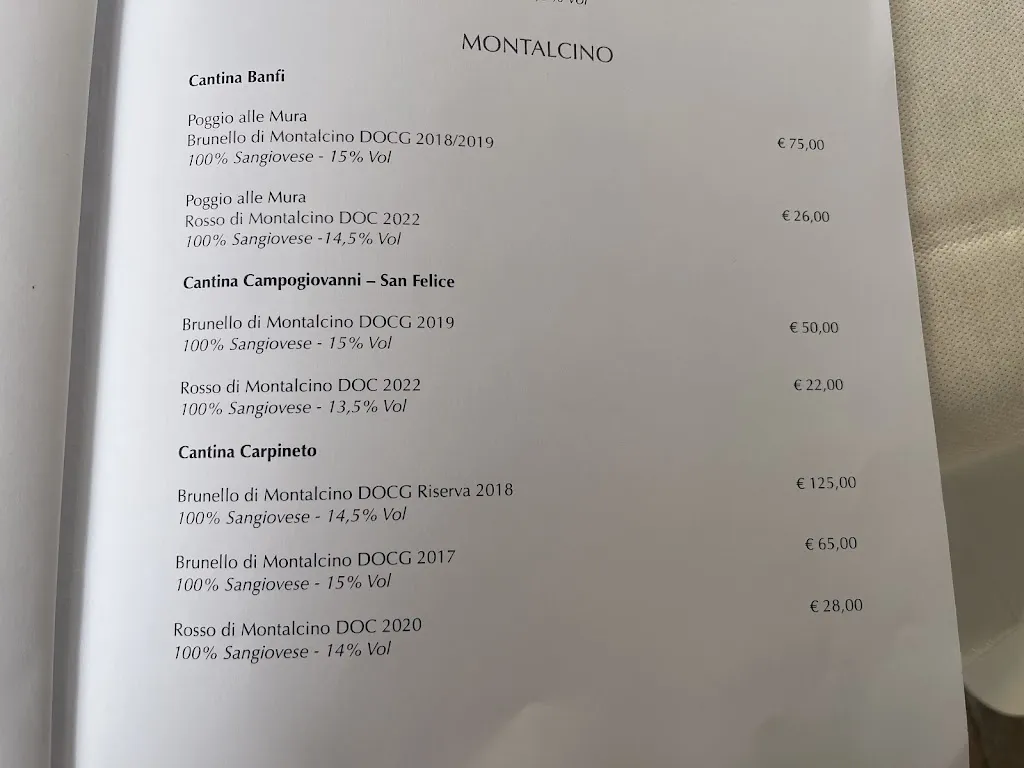 % Vol
MONTALCINO
Cantina Banfi
Poggio alle Mura
Brunello di Montalcino DOCG 2018/2019 € 75,00
100% Sangiovese - 15% Vol
Poggio alle Mura
Rosso di Montalcino DOC 2022 € 26,00
100% Sangiovese -14,5% Vol
Cantina Campogiovanni – San Felice
Brunello di Montalcino DOCG 2019 € 50,00
100% Sangiovese - 15% Vol
Rosso di Montalcino DOC 2022 € 22,00
100% Sangiovese - 13,5% Vol
Cantina Carpineto
Brunello di Montalcino DOCG Riserva 2018 € 125,00
100% Sangiovese - 14,5% Vol
Brunello di Montalcino DOCG 2017 € 65,00
100% Sangiovese - 15% Vol
Rosso di Montalcino DOC 2020 € 28,00
100% Sangiovese - 14% Vol